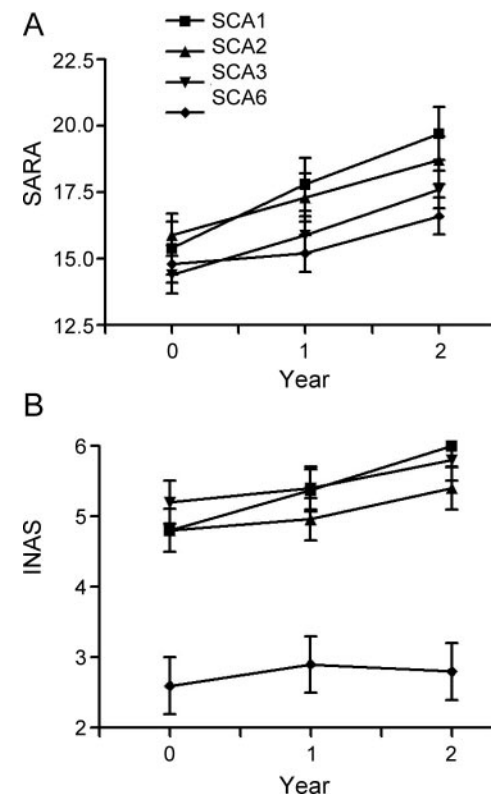 A
SCA1
SCA2
SCA3
SCA6
22.5
20.0
17.5
15.0
12.5
SARA
0 1 2
Year
B
6
5
4
3
2
INAS
0 1 2
Year